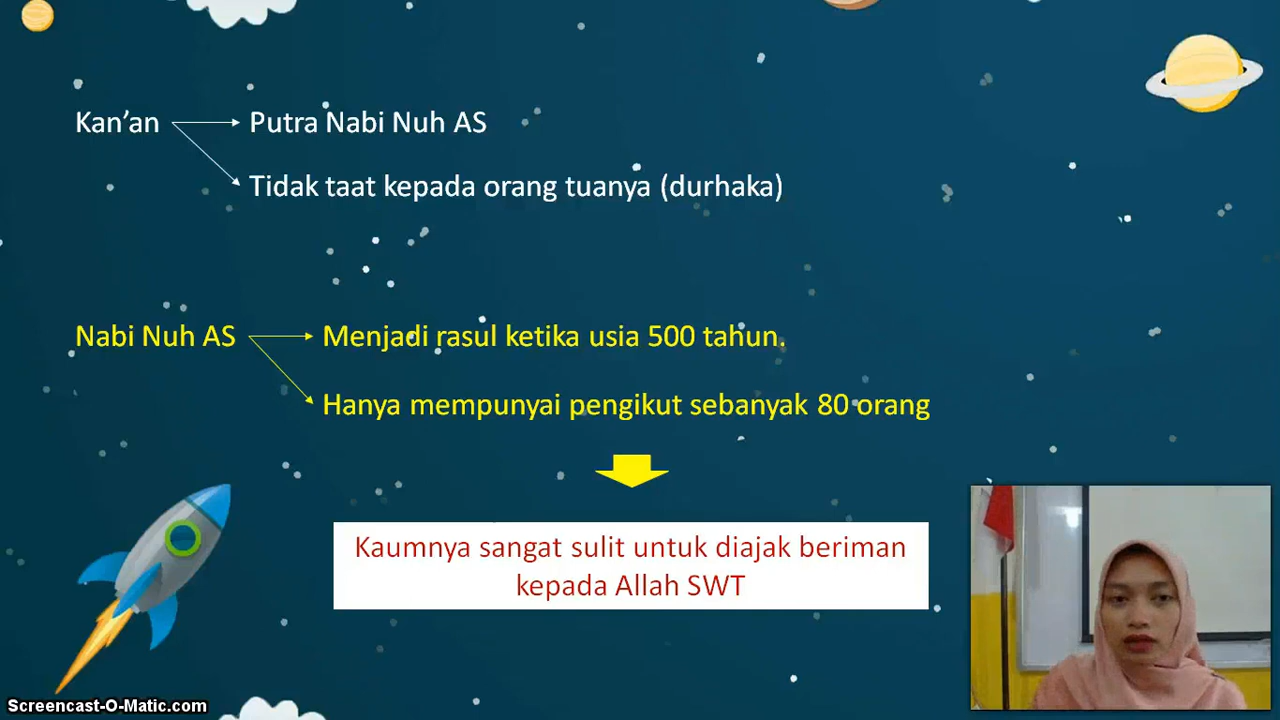 Kan’an
Putra Nabi Nuh AS
Tidak taat kepada orang tuanya (durhaka)
Nabi Nuh AS
Menjadi rasul ketika usia 500 tahun.
Hanya mempunyai pengikut sebanyak 80 orang
Kaumnya sangat sulit untuk diajak beriman
kepada Allah SWT
Screencast-O-Matic.com